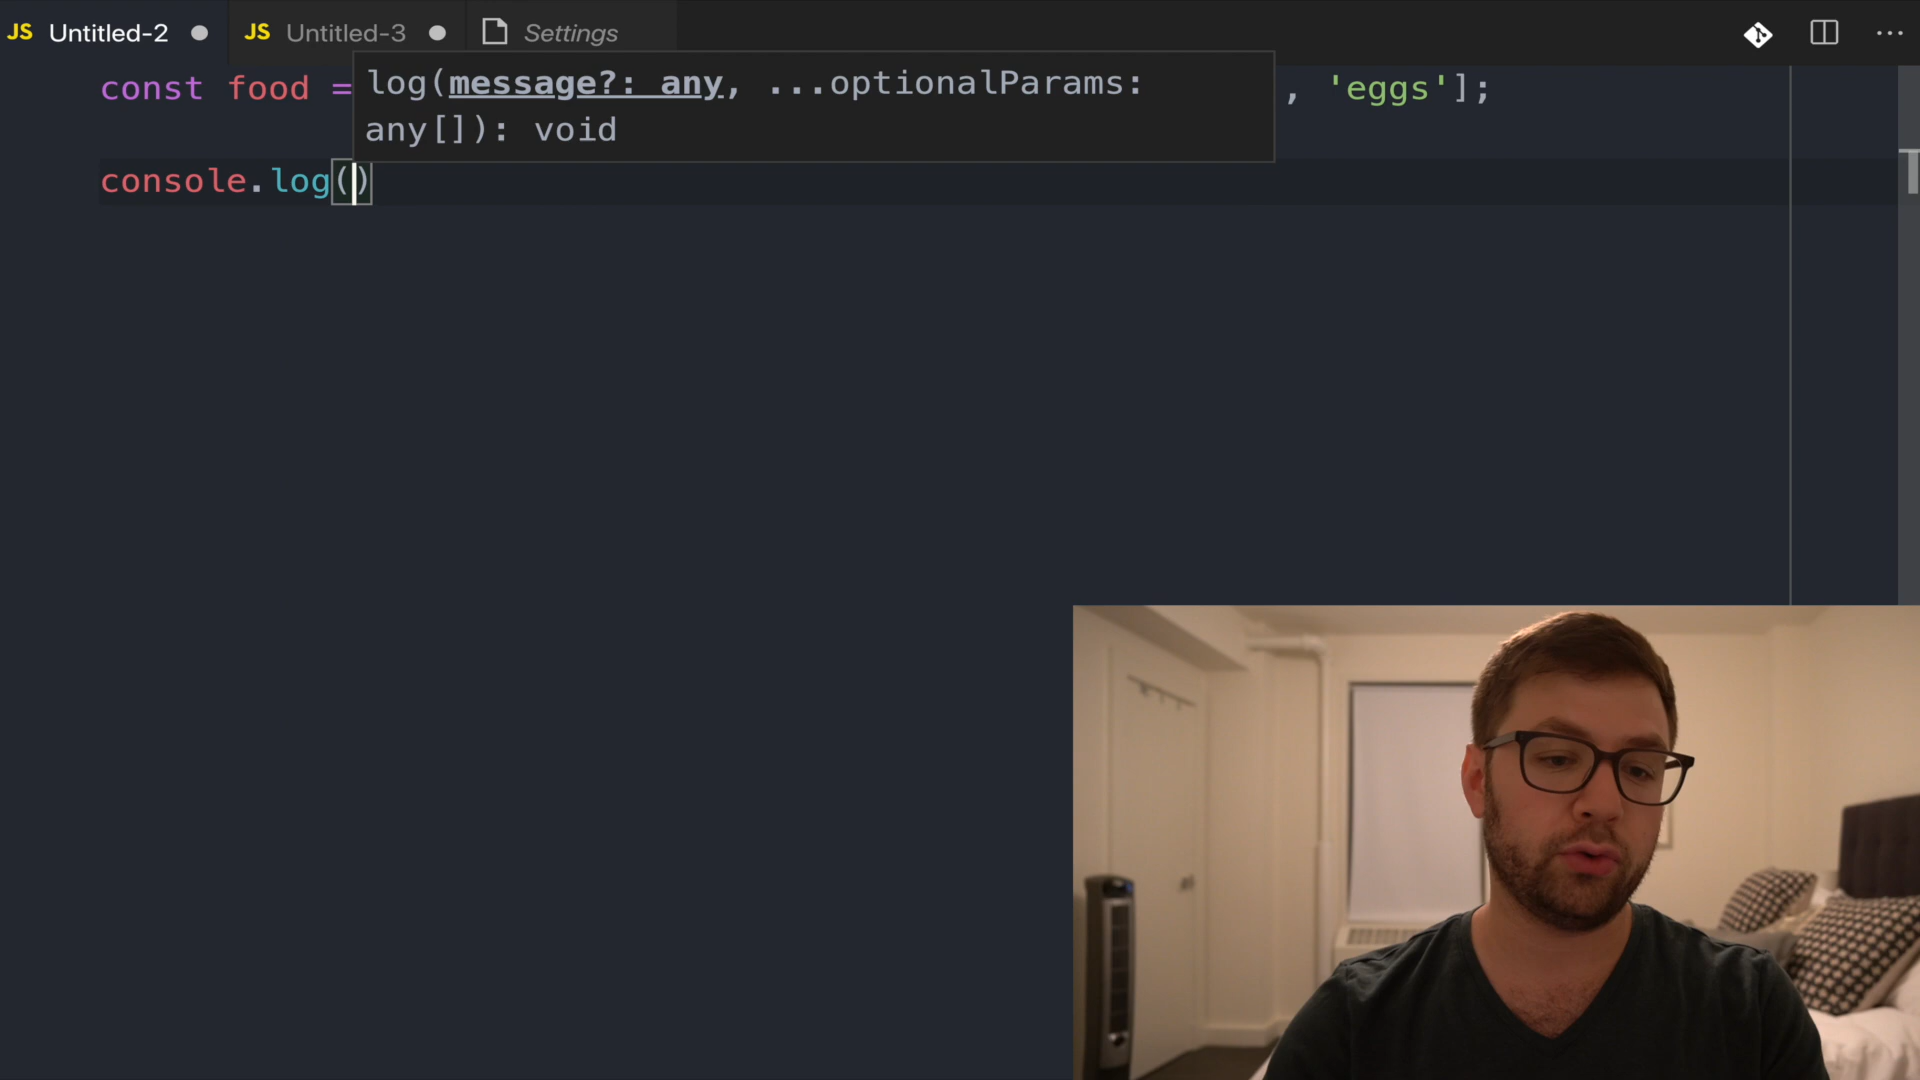 JS Untitled-2 JS Untitled-3 Settings
const food = , 'eggs'];
log(message?: any, ...optionalParams:
any[]): void
console.log()